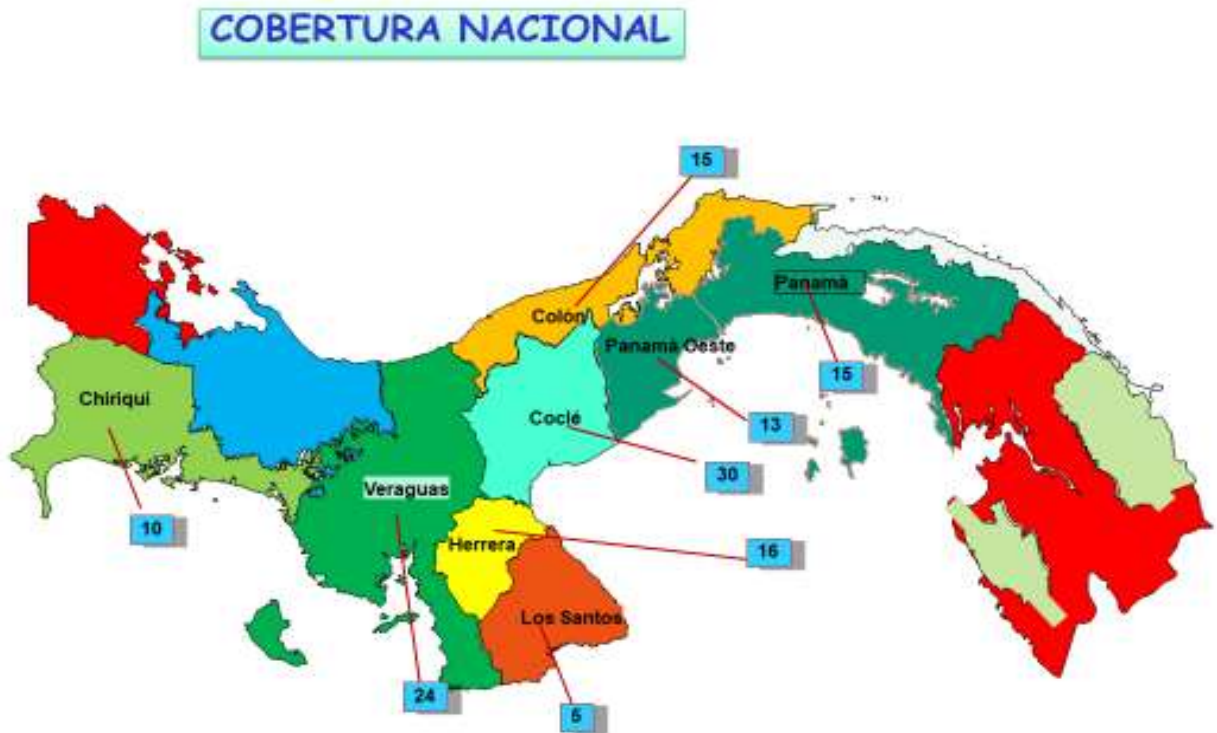 COBERTURA NACIONAL
15
Panamá
Colón
Panamá Oeste
15
Chiriquí
Coclé
13
30
Veraguas
10
Herrera
16
Los Santos
24
5